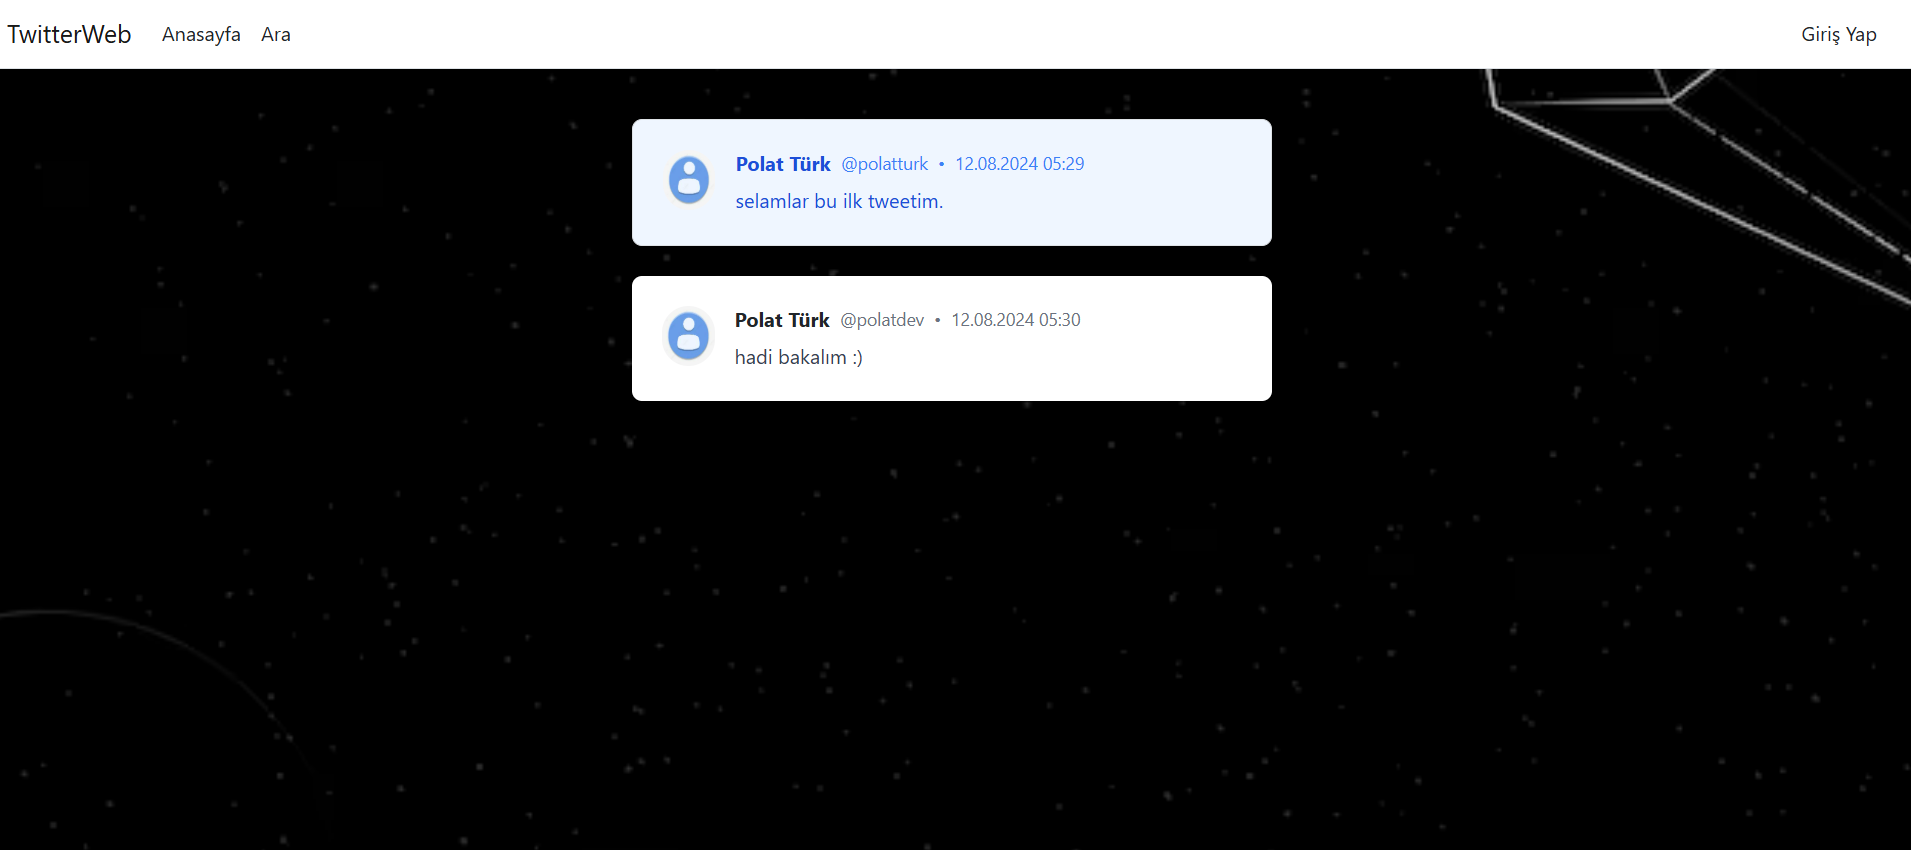 TwitterWeb Anasayfa Ara Giriş Yap
Polat Türk @polatturk • 12.08.2024 05:29
selamlar bu ilk tweetim.
Polat Türk @polatdev • 12.08.2024 05:30
hadi bakalım :)